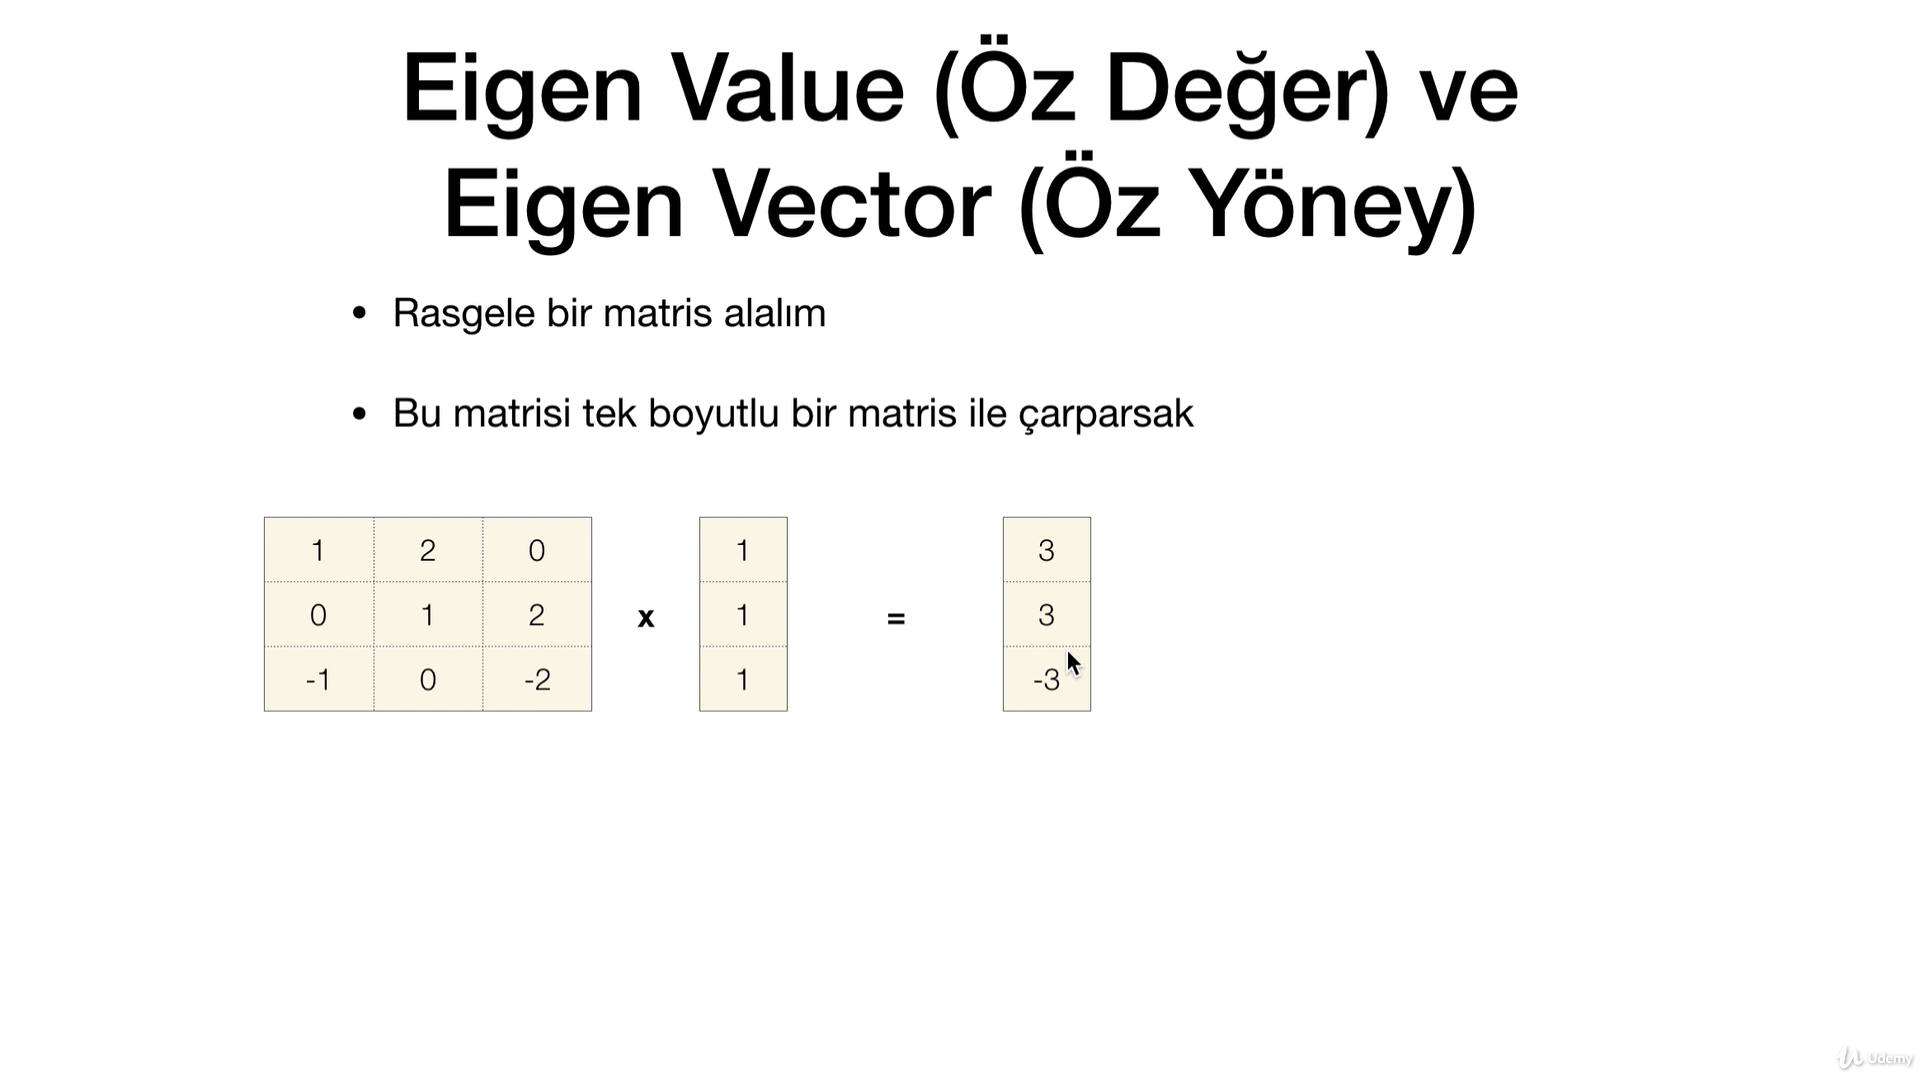 Eigen Value (Öz Değer) ve
Eigen Vector (Öz Yöney)
• Rasgele bir matris alalım
• Bu matrisi tek boyutlu bir matris ile çarparsak
1 2 0 1 3
0 1 2 x 1 = 3
-1 0 -2 1 -3
Udemy